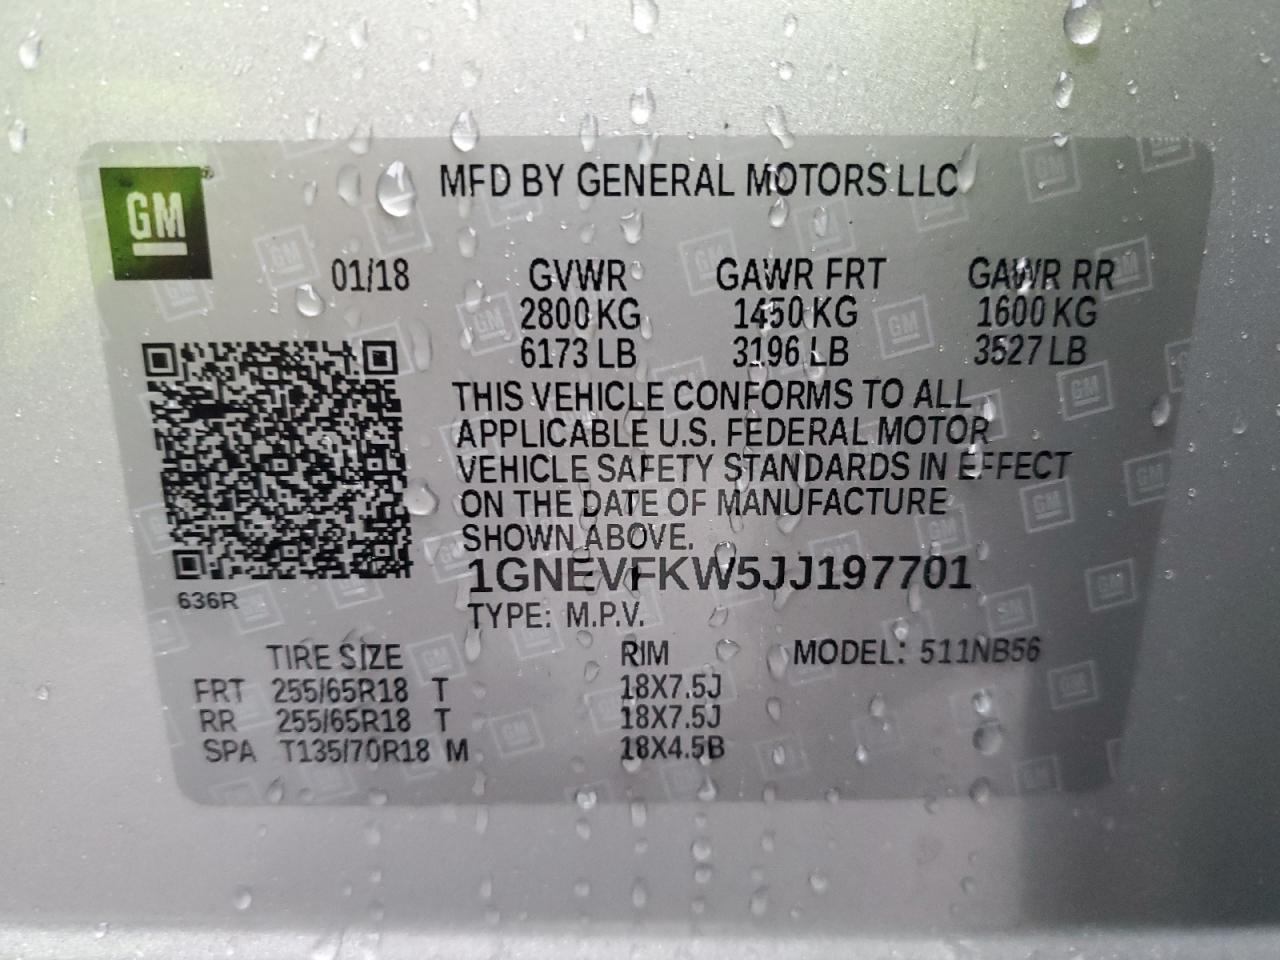 GM
MFD BY GENERAL MOTORS LLC
01/18 GVWR GAWR FRT GAWR RR
2800 KG 1450 KG 1600 KG
6173 LB 3196 LB 3527 LB
THIS VEHICLE CONFORMS TO ALL
APPLICABLE U.S. FEDERAL MOTOR
VEHICLE SAFETY STANDARDS IN EFFECT
ON THE DATE OF MANUFACTURE
SHOWN ABOVE.
1GNEVFKW5JJ197701
636R
TYPE: M.P.V.
TIRE SIZE RIM MODEL: 511NB56
FRT 255/65R18 T 18X7.5J
RR 255/65R18 T 18X7.5J
SPA T135/70R18 M 18X4.5B